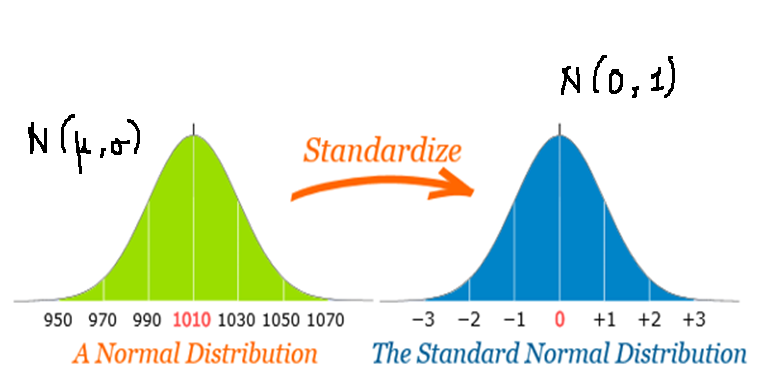 N(0,1)
N(μ,σ)
Standardize
950 970 990 1010 1030 1050 1070
−3 −2 −1 0 +1 +2 +3
A Normal Distribution
The Standard Normal Distribution